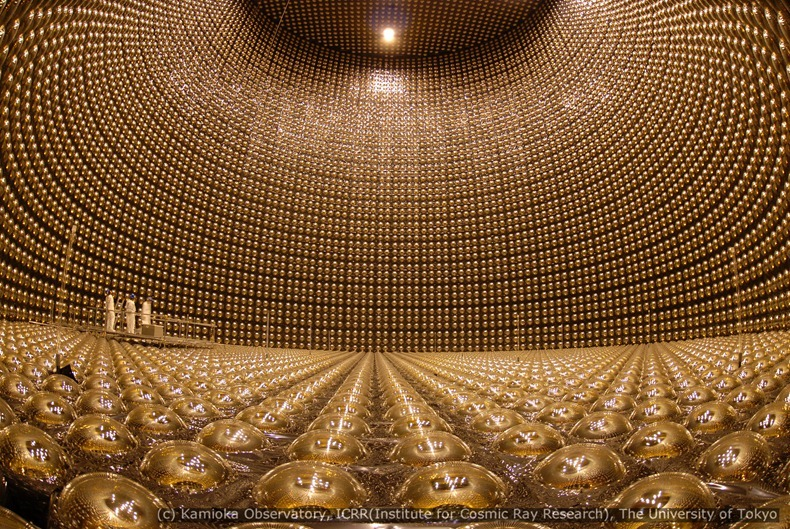 (c) Kamioka Observatory, ICRR(Institute for Cosmic Ray Research), The University of Tokyo